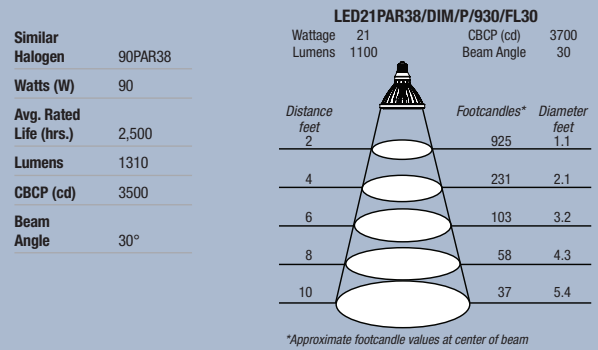 Similar
Halogen 90PAR38
Watts (W) 90
Avg. Rated
Life (hrs.) 2,500
Lumens 1310
CBCP (cd) 3500
Beam
Angle 30°
LED21PAR38/DIM/P/930/FL30
Wattage 21 CBCP (cd) 3700
Lumens 1100 Beam Angle 30
Distance Footcandles* Diameter
feet feet
2 925 1.1
4 231 2.1
6 103 3.2
8 58 4.3
10 37 5.4
*Approximate footcandle values at center of beam